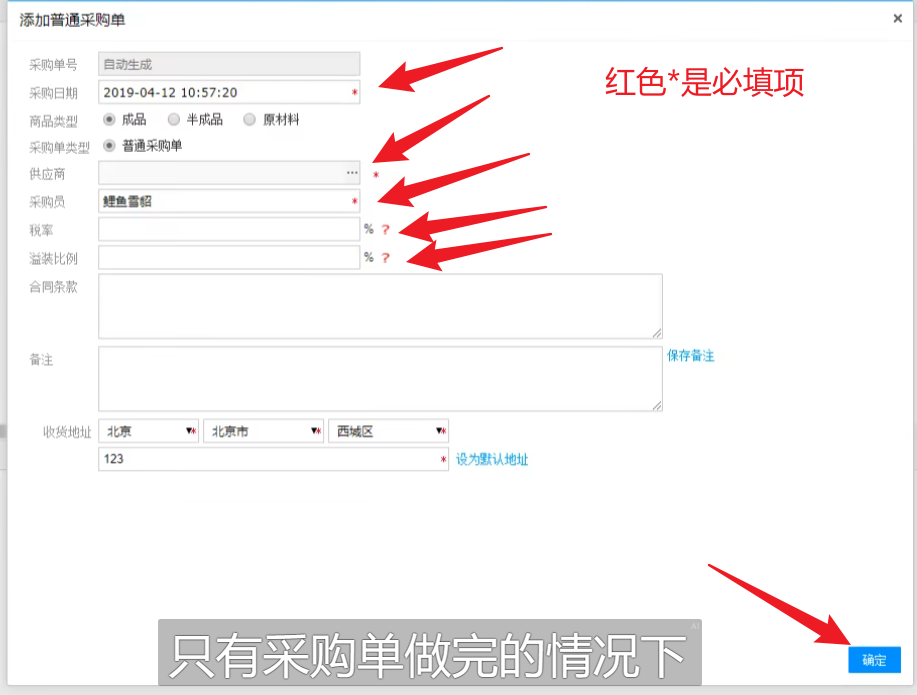 添加普通采购单 ×
采购单号 自动生成
红色*是必填项
采购日期 2019-04-12 10:57:20 *
商品类型 成品 半成品 原材料
采购单类型 普通采购单
供应商 ... *
采购员 鲤鱼雪貂 *
税率 % ?
溢装比例 % ?
合同条款
备注 保存备注
收货地址 北京 * 北京市 * 西城区 *
123 * 设为默认地址
AI
只有采购单做完的情况下
确定